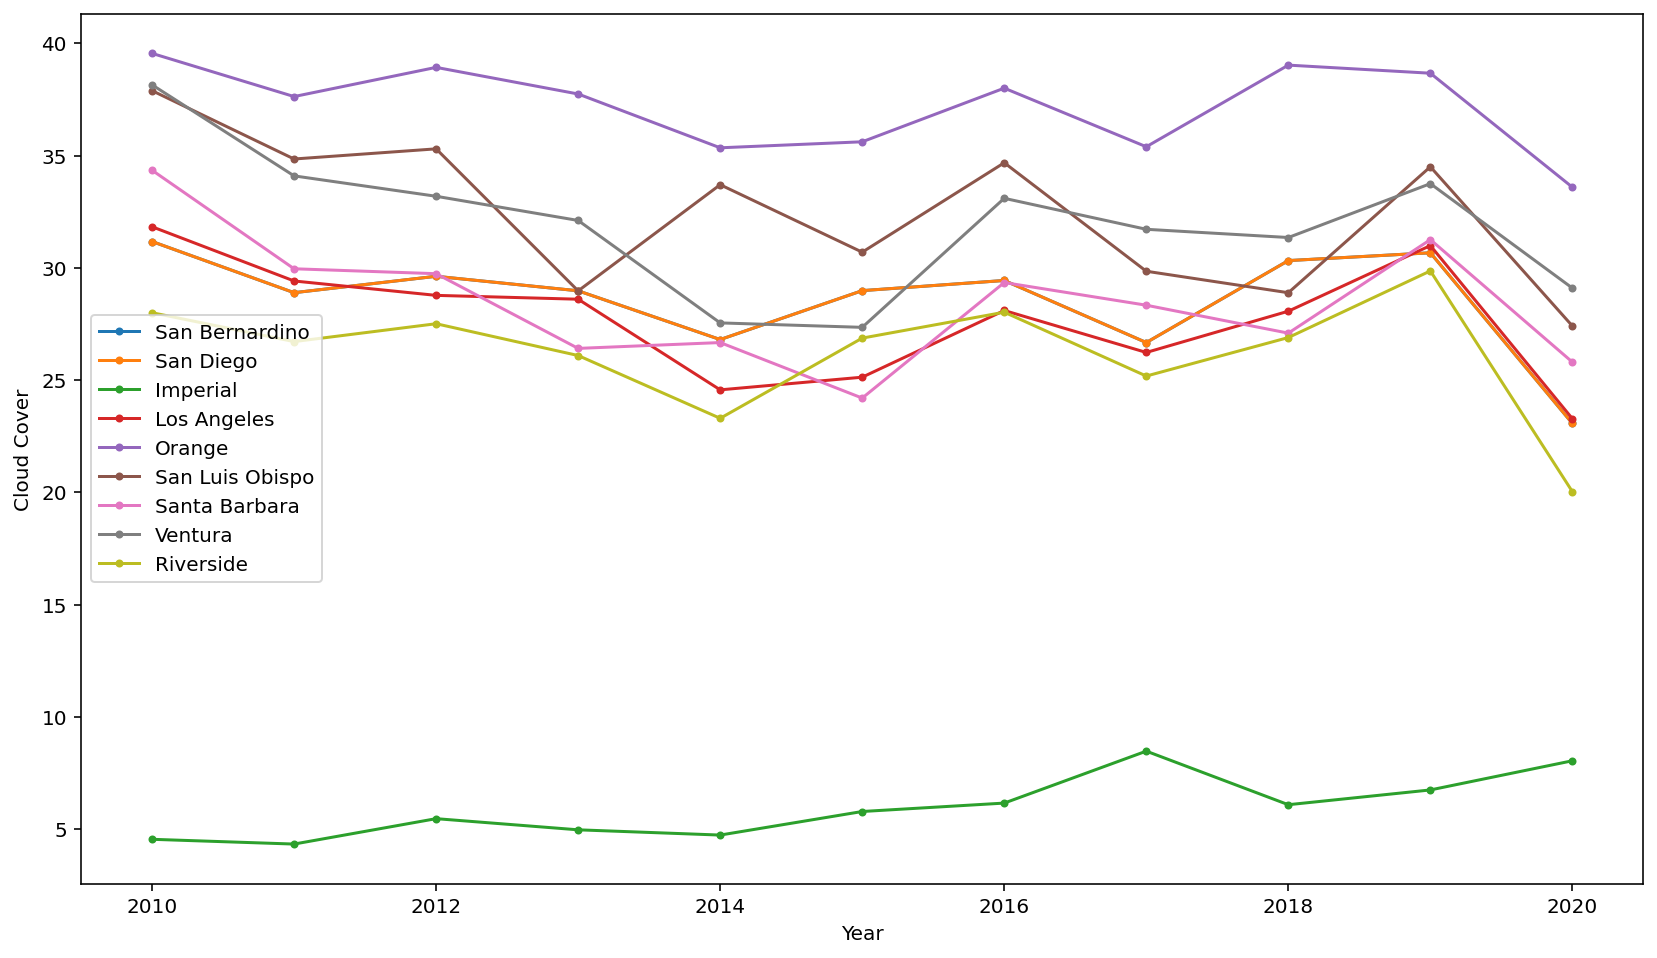 40
35
30
25
20
15
10
5
Cloud Cover
San Bernardino
San Diego
Imperial
Los Angeles
Orange
San Luis Obispo
Santa Barbara
Ventura
Riverside
2010 2012 2014 2016 2018 2020
Year